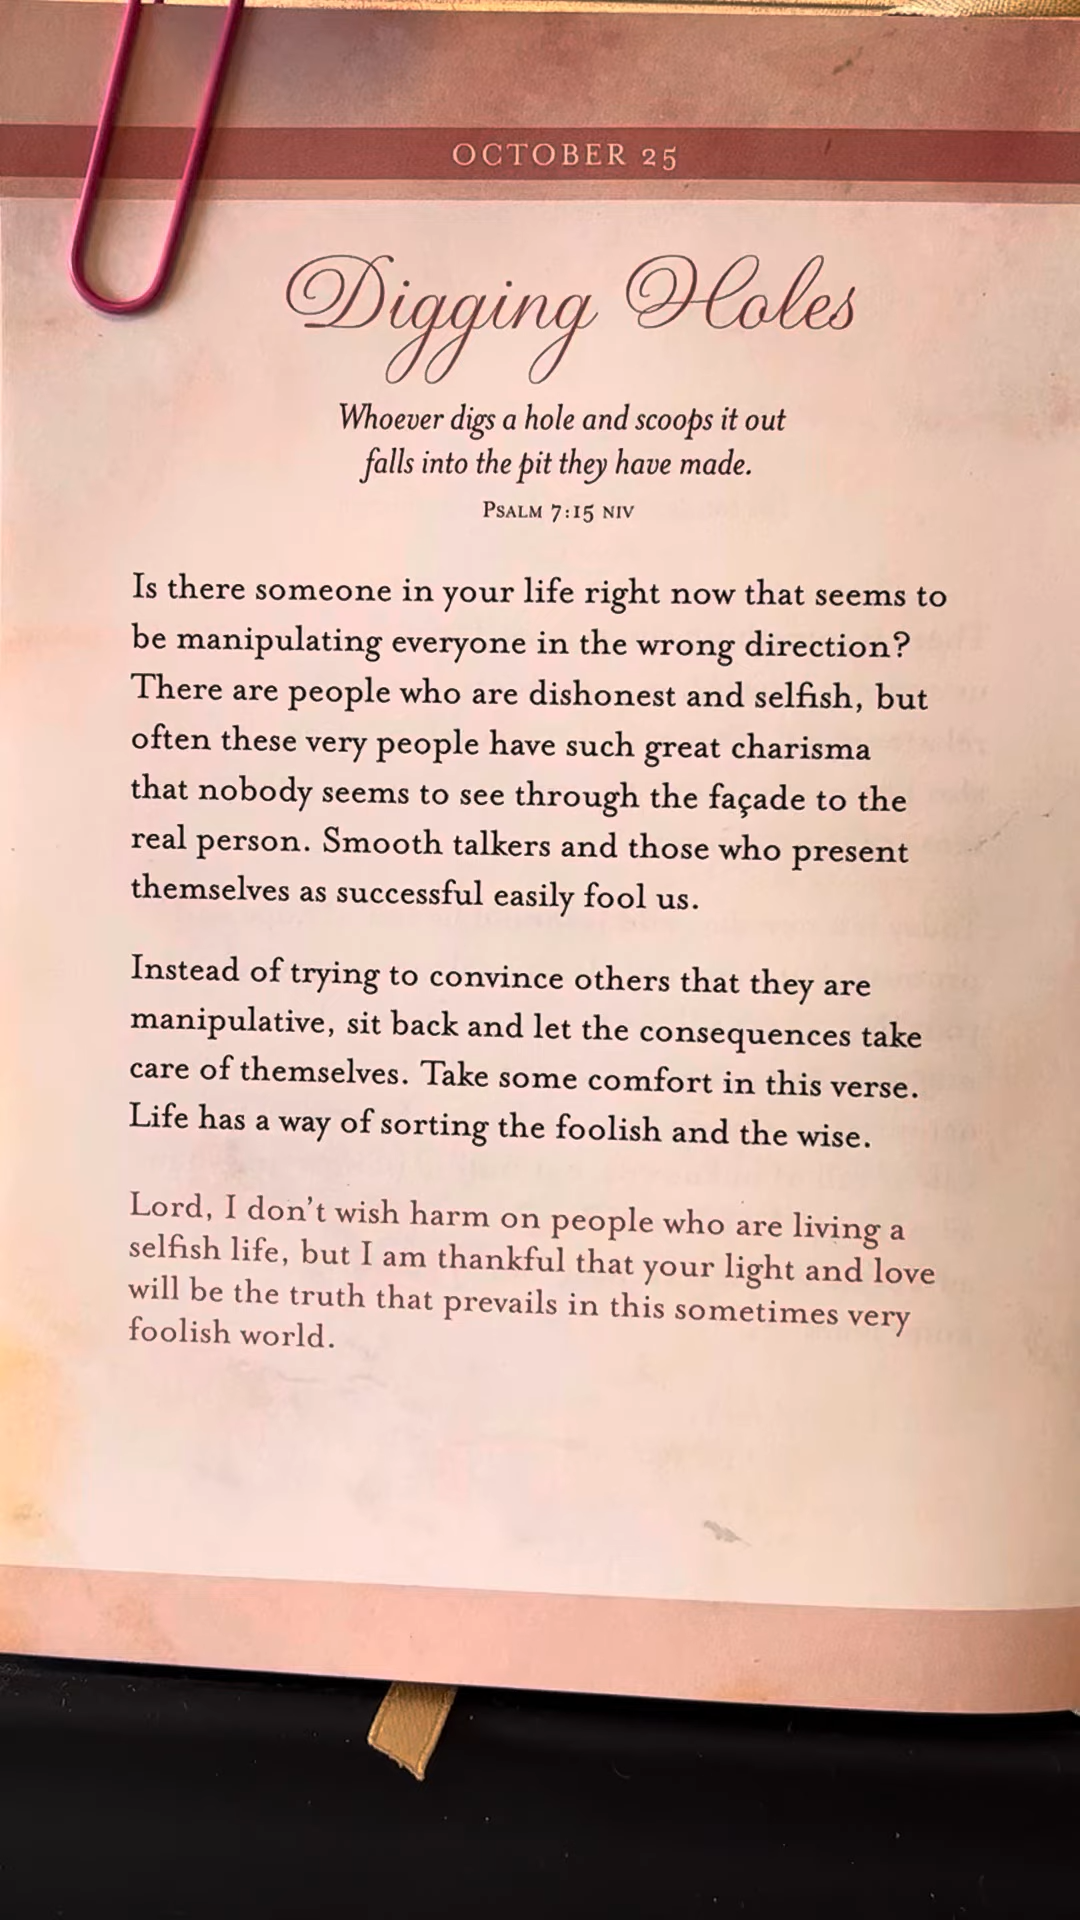 OCTOBER 25
Digging Holes
Whoever digs a hole and scoops it out
falls into the pit they have made.
PSALM 7:15 NIV
Is there someone in your life right now that seems to
be manipulating everyone in the wrong direction?
There are people who are dishonest and selfish, but
often these very people have such great charisma
that nobody seems to see through the façade to the
real person. Smooth talkers and those who present
themselves as successful easily fool us.
Instead of trying to convince others that they are
manipulative, sit back and let the consequences take
care of themselves. Take some comfort in this verse.
Life has a way of sorting the foolish and the wise.
Lord, I don't wish harm on people who are living a
selfish life, but I am thankful that your light and love
will be the truth that prevails in this sometimes very
foolish world.